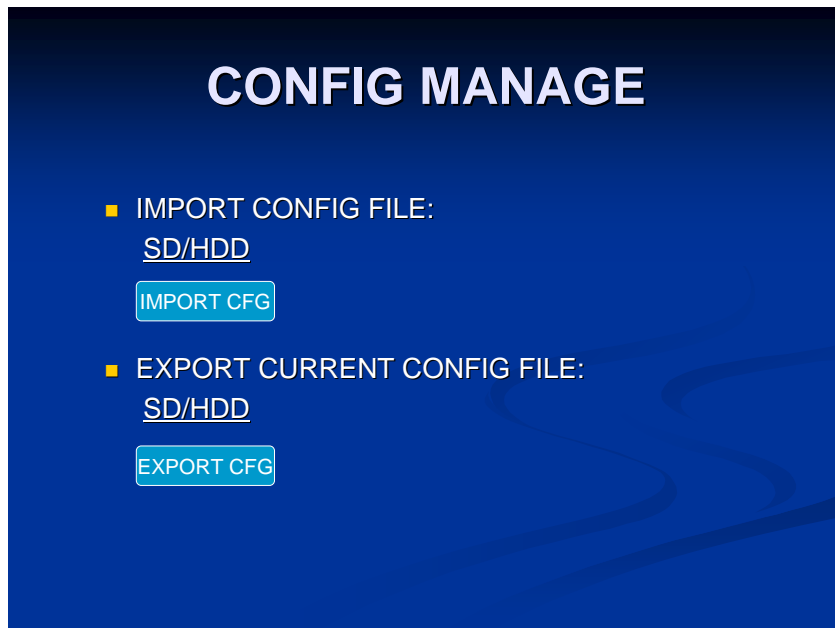 CONFIG MANAGE
IMPORT CONFIG FILE:
SD/HDD
IMPORT CFG
EXPORT CURRENT CONFIG FILE:
SD/HDD
EXPORT CFG